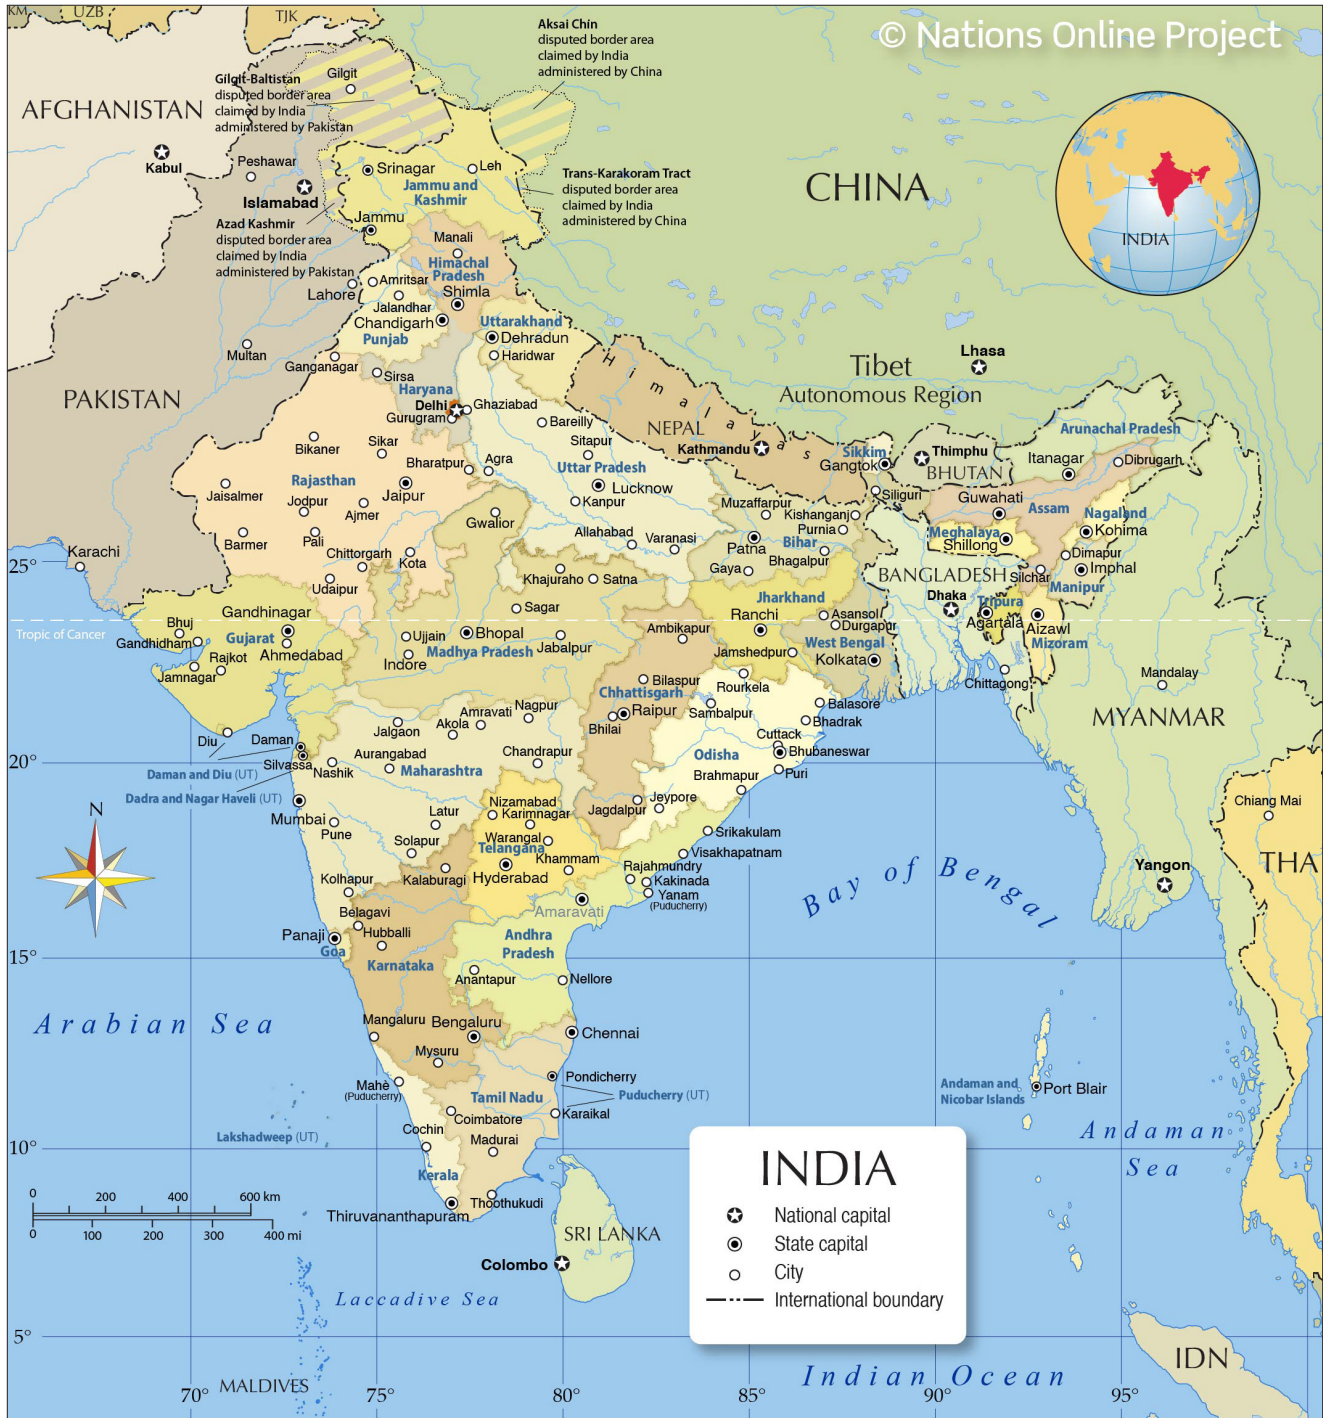 KM
UZB
TJK
© Nations Online Project
Aksai Chin
disputed border area
claimed by India
administered by China
Gilgit-Baltistan
disputed border area
claimed by India
administered by Pakistan
Gilgit
AFGHANISTAN
Kabul
Peshawar
Islamabad
Srinagar
Leh
Jammu and
Kashmir
Trans-Karakoram Tract
disputed border area
claimed by India
administered by China
CHINA
INDIA
Azad Kashmir
disputed border area
claimed by India
administered by Pakistan
Jammu
Manali
Himachal
Pradesh
Shimla
Lahore
Amritsar
Jalandhar
Chandigarh
Punjab
Uttarakhand
Dehradun
Haridwar
Multan
Ganganagar
Sirsa
Haryana
Delhi
Gurugram
Ghaziabad
PAKISTAN
Himalayas
NEPAL
Kathmandu
Tibet
Autonomous Region
Lhasa
Bareilly
Sitapur
Uttar Pradesh
Lucknow
Kanpur
Bikaner
Sikar
Bharatpur
Agra
Rajasthan
Jaisalmer
Jodpur
Jaipur
Ajmer
Gwalior
Barmer
Pali
Chittorgarh
Kota
Udaipur
Allahabad
Varanasi
Sikkim
Gangtok
Thimphu
BHUTAN
Arunachal Pradesh
Itanagar
Dibrugarh
Siliguri
Guwahati
Assam
Nagaland
Kohima
Muzaffarpur
Kishanganj
Purnia
Patna
Bihar
Bhagalpur
Gaya
Meghalaya
Shillong
Dimapur
Imphal
Silchar
Manipur
BANGLADESH
Dhaka
Tripura
Agartala
Aizawl
Mizoram
Karachi
25°
Khajuraho
Satna
Jharkhand
Ranchi
Asansol
Durgapur
Jamshedpur
West Bengal
Kolkata
Tropic of Cancer
Bhuj
Gandhidham
Gandhinagar
Gujarat
Ahmedabad
Rajkot
Jamnagar
Sagar
Ujjain
Bhopal
Indore
Madhya Pradesh
Jabalpur
Ambikapur
Chittagong
Mandalay
MYANMAR
Diu
Daman
Silvassa
Daman and Diu (UT)
Dadra and Nagar Haveli (UT)
20°
Bilaspur
Chhattisgarh
Raipur
Bhilai
Rourkela
Sambalpur
Balasore
Bhadrak
Cuttack
Bhubaneswar
Odisha
Puri
Brahmapur
Jeypore
Jagdalpur
Nagpur
Amravati
Akola
Jalgaon
Aurangabad
Nashik
Maharashtra
Chandrapur
Mumbai
Pune
Latur
Solapur
Kolhapur
N
Nizamabad
Karimnagar
Warangal
Telangana
Khammam
Hyderabad
Kalaburagi
Srikakulam
Visakhapatnam
Rajahmundry
Kakinada
Yanam
(Puducherry)
Amaravati
Bay of Bengal
Chiang Mai
THA
Yangon
Belagavi
Panaji
Goa
Hubballi
Karnataka
Andhra
Pradesh
15°
Anantapur
Nellore
Arabian Sea
Mangaluru
Bengaluru
Chennai
Mysuru
Mahè
(Puducherry)
Pondicherry
Puducherry (UT)
Karaikal
Tamil Nadu
Coimbatore
Cochin
Madurai
Kerala
Lakshadweep (UT)
Andaman and
Nicobar Islands
Port Blair
Andaman
Sea
10°
Thoothukudi
Thiruvananthapuram
SRI LANKA
Colombo
0 200 400 600 km
0 100 200 300 400 mi
Laccadive Sea
INDIA
National capital
State capital
City
International boundary
5°
Indian Ocean
IDN
MALDIVES
70° 75° 80° 85° 90° 95°